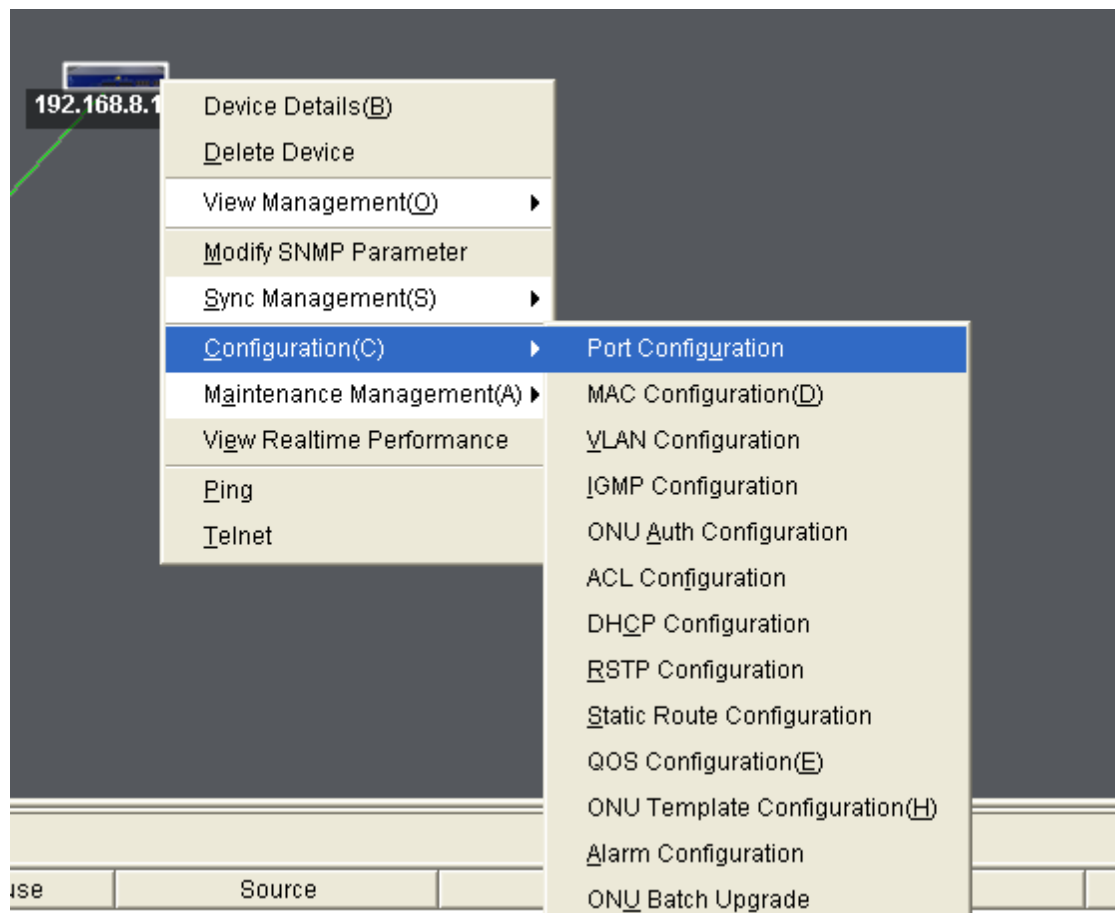 192.168.8.1
Device Details(B)
Delete Device
View Management(O)
Modify SNMP Parameter
Sync Management(S)
Configuration(C)
Maintenance Management(A)
View Realtime Performance
Ping
Telnet
Port Configuration
MAC Configuration(D)
VLAN Configuration
IGMP Configuration
ONU Auth Configuration
ACL Configuration
DHCP Configuration
RSTP Configuration
Static Route Configuration
QOS Configuration(E)
ONU Template Configuration(H)
Alarm Configuration
ONU Batch Upgrade
Source